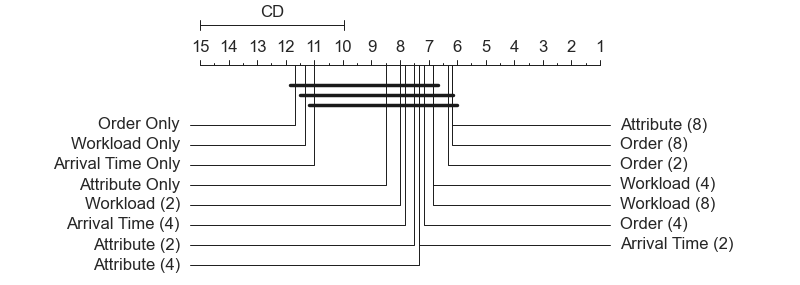 CD
15 14 13 12 11 10 9 8 7 6 5 4 3 2 1
Order Only
Workload Only
Arrival Time Only
Attribute Only
Workload (2)
Arrival Time (4)
Attribute (2)
Attribute (4)
Attribute (8)
Order (8)
Order (2)
Workload (4)
Workload (8)
Order (4)
Arrival Time (2)